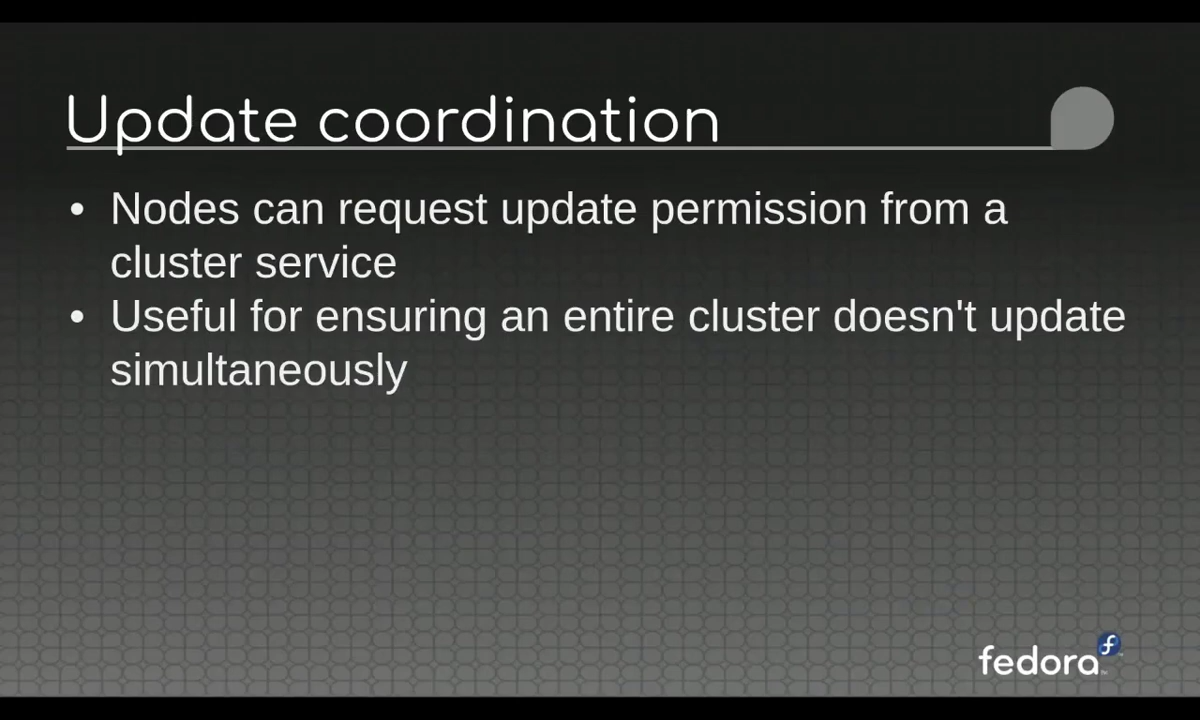 Update coordination
• Nodes can request update permission from a
cluster service
• Useful for ensuring an entire cluster doesn't update
simultaneously
fedora